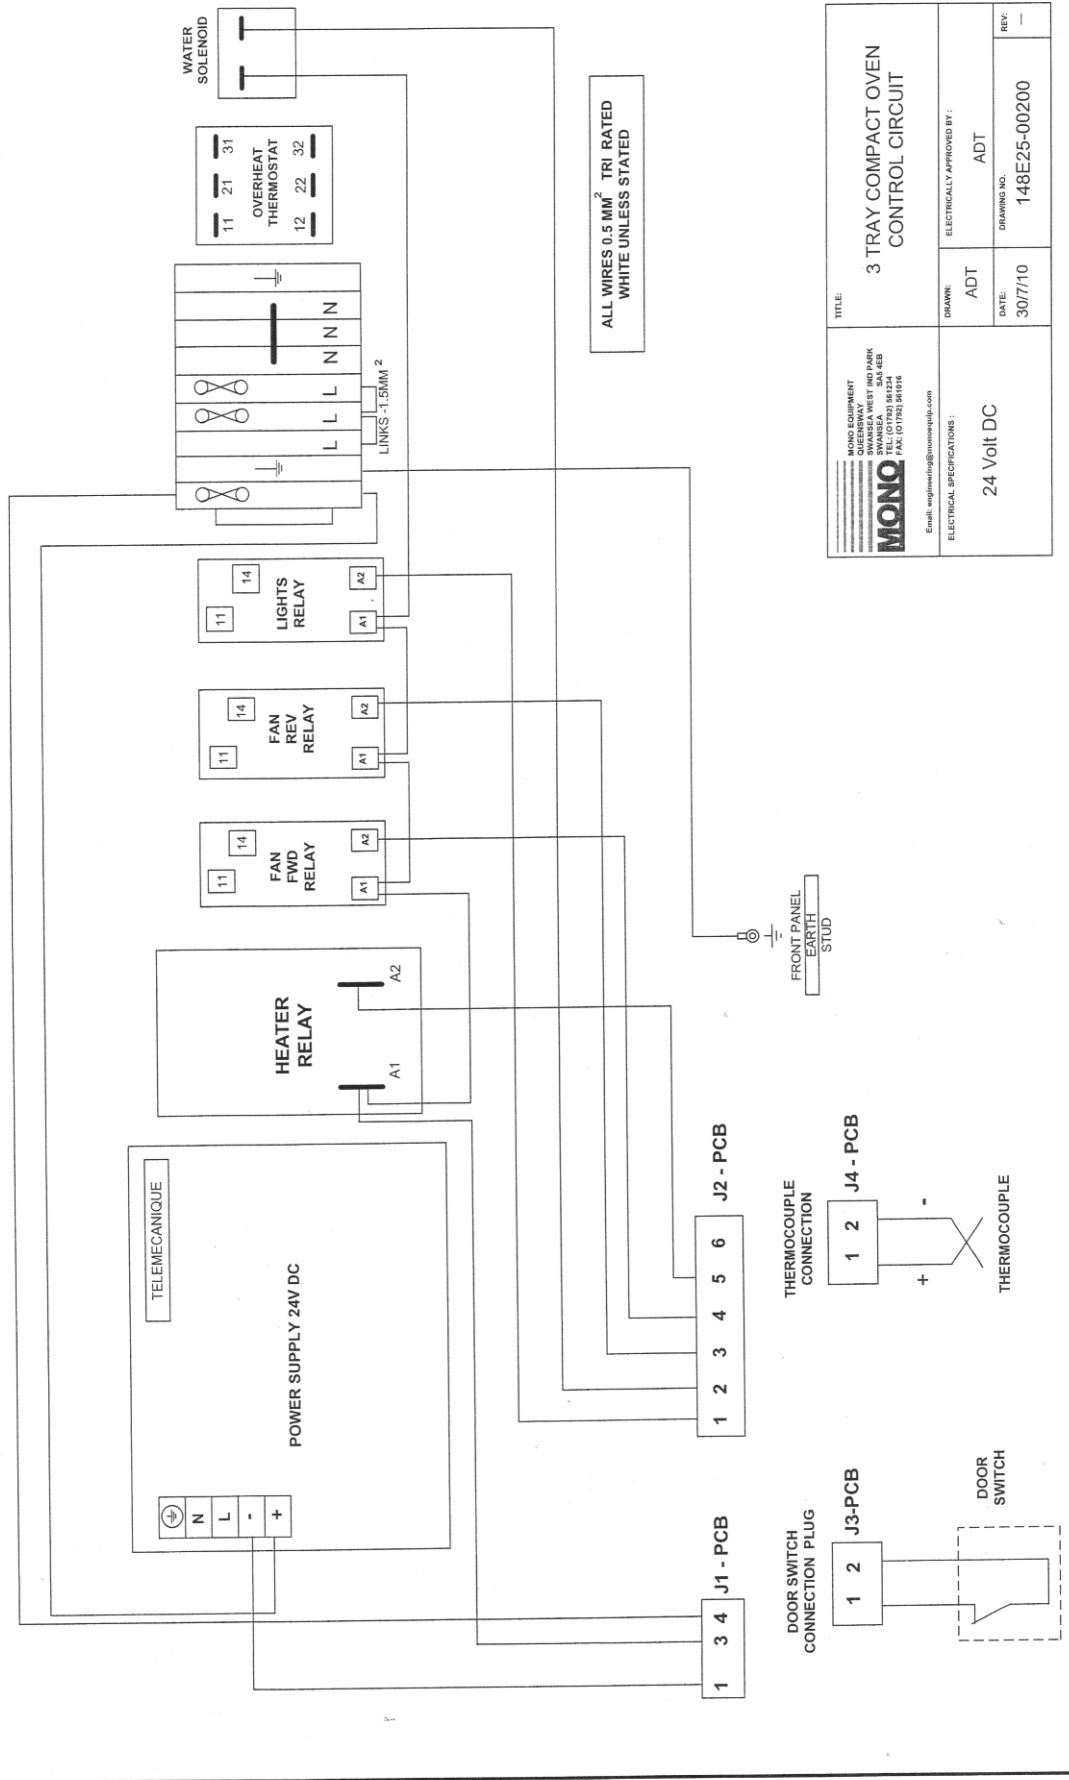 WATER
SOLENOID
11 21 31
OVERHEAT
THERMOSTAT
12 22 32
L L L N N N
LINKS -1.5MM 2
11
14
LIGHTS
RELAY
A1 A2
11
14
FAN
REV
RELAY
A1 A2
11
14
FAN
FWD
RELAY
A1 A2
HEATER
RELAY
A1 A2
TELEMECANIQUE
POWER SUPPLY 24V DC
N
L
-
+
ALL WIRES 0.5 MM2 TRI RATED
WHITE UNLESS STATED
FRONT PANEL
EARTH
STUD
1 3 4 J1 - PCB
1 2 3 4 5 6 J2 - PCB
DOOR SWITCH
CONNECTION PLUG
1 2 J3-PCB
DOOR
SWITCH
THERMOCOUPLE
CONNECTION
1 2 J4 - PCB
+ -
THERMOCOUPLE
MONO
MONO EQUIPMENT
QUEENSWAY
SWANSEA WEST IND PARK
SWANSEA SA5 4EB
TEL: (O1792) 561234
FAX: (O1792) 561016
Email: engineering@monoequip.com
TITLE:
3 TRAY COMPACT OVEN
CONTROL CIRCUIT
ELECTRICAL SPECIFICATIONS :
24 Volt DC
DRAWN:
ADT
ELECTRICALLY APPROVED BY :
ADT
DATE:
30/7/10
DRAWING NO.
148E25-00200
REV:
—